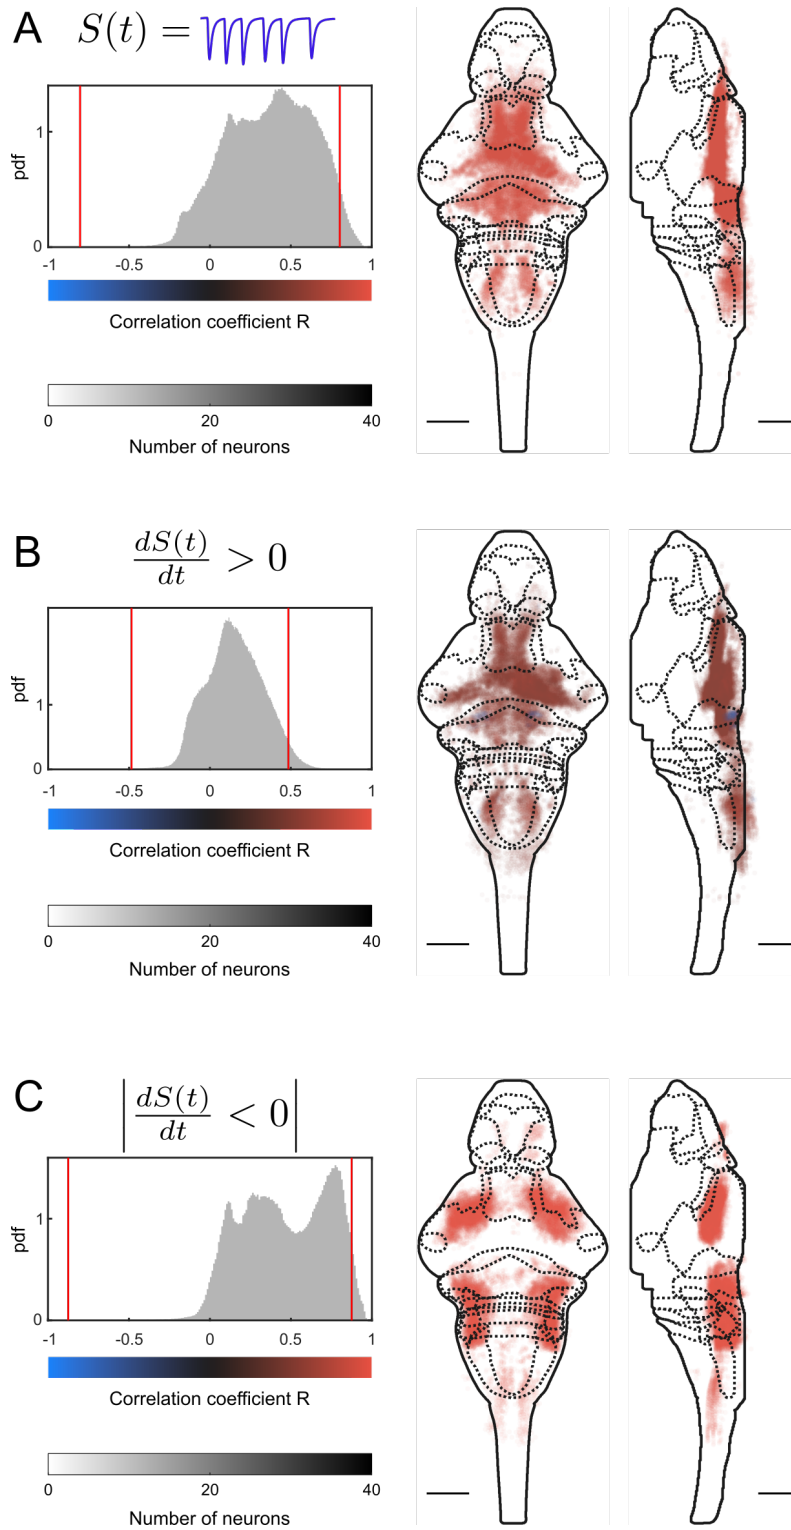 A S(t) =
pdf
1
0
-1 -0.5 0 0.5 1
Correlation coefficient R
0 20 40
Number of neurons
B dS(t)/dt > 0
pdf
1
0
-1 -0.5 0 0.5 1
Correlation coefficient R
0 20 40
Number of neurons
C |dS(t)/dt < 0|
pdf
1
0
-1 -0.5 0 0.5 1
Correlation coefficient R
0 20 40
Number of neurons